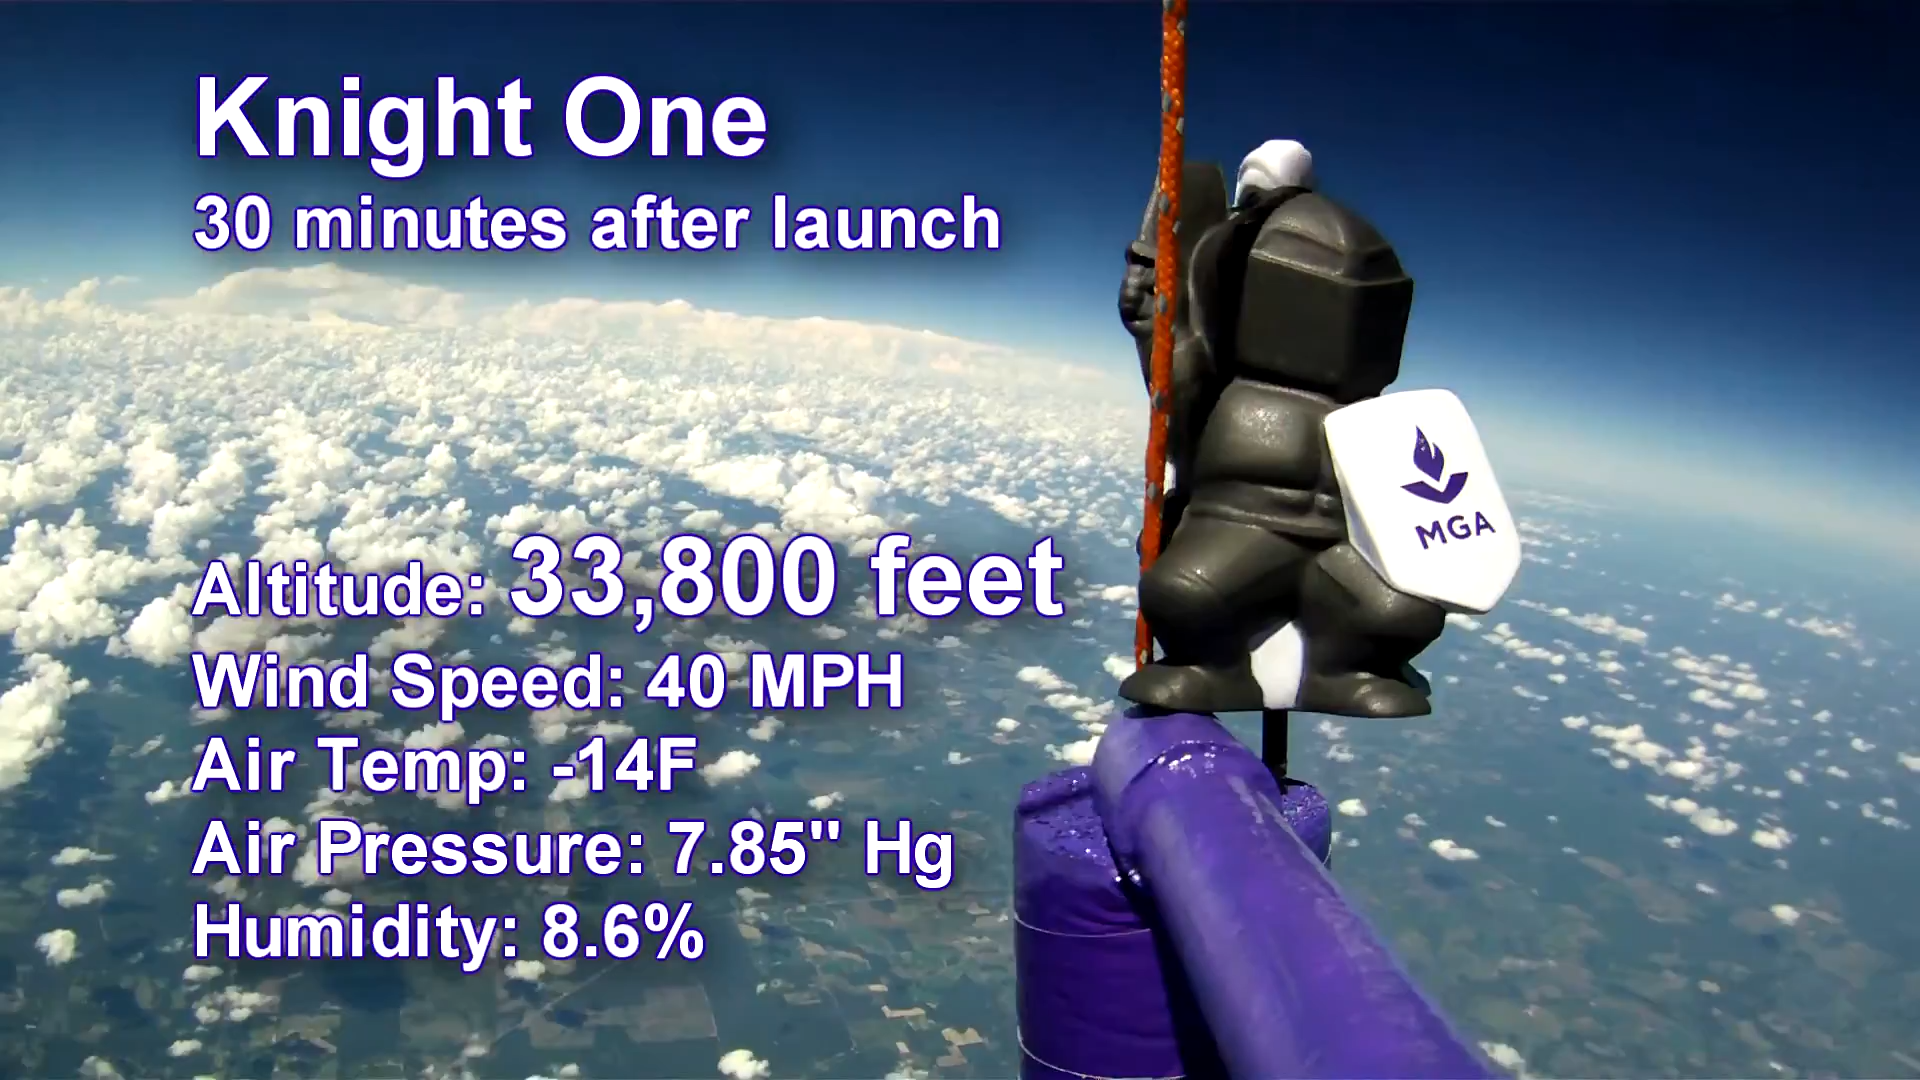 Knight One
30 minutes after launch
Altitude: 33,800 feet
Wind Speed: 40 MPH
Air Temp: -14F
Air Pressure: 7.85" Hg
Humidity: 8.6%
MGA